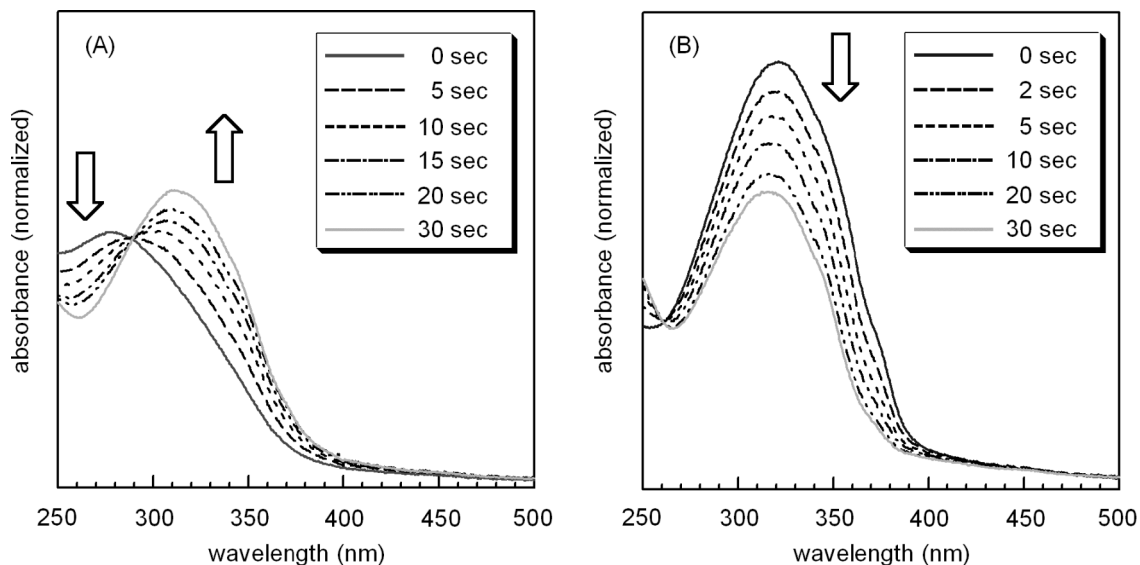 (A)
0 sec
5 sec
10 sec
15 sec
20 sec
30 sec
absorbance (normalized)
250 300 350 400 450 500
wavelength (nm)
(B)
0 sec
2 sec
5 sec
10 sec
20 sec
30 sec
absorbance (normalized)
250 300 350 400 450 500
wavelength (nm)